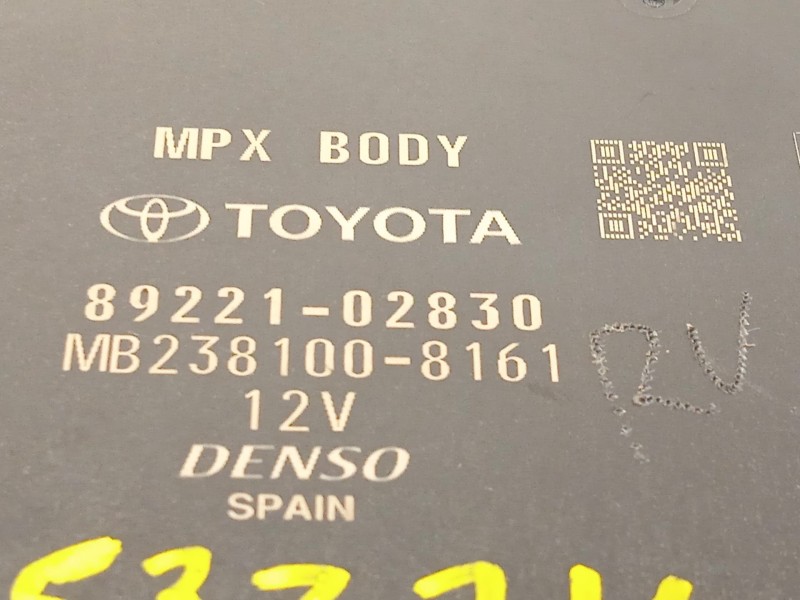 MPX BODY
TOYOTA
89221-02830
MB238100-8161
12V
DENSO
SPAIN